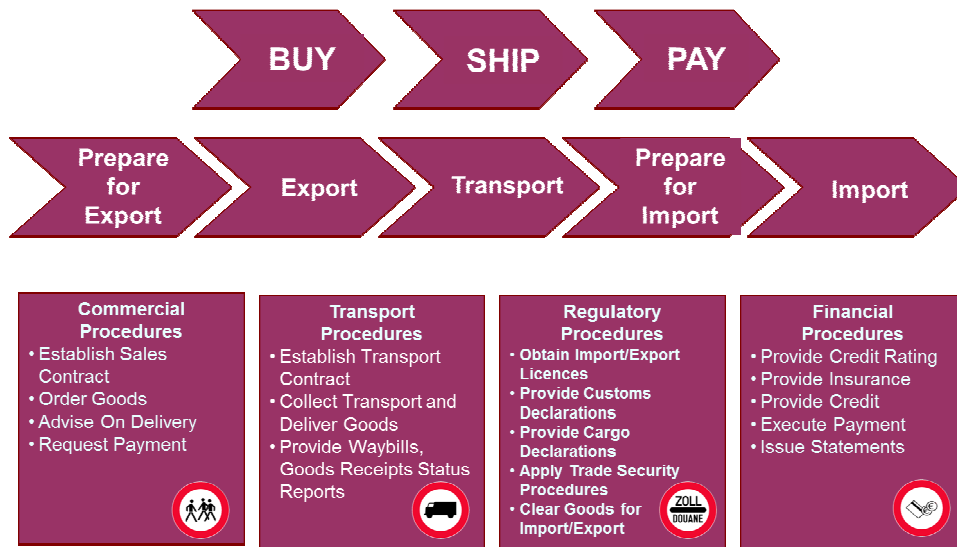 BUY
SHIP
PAY
Prepare
for
Export
Export
Transport
Prepare
for
Import
Import
Commercial
Procedures
• Establish Sales
Contract
• Order Goods
• Advise On Delivery
• Request Payment
Transport
Procedures
• Establish Transport
Contract
• Collect Transport and
Deliver Goods
• Provide Waybills,
Goods Receipts Status
Reports
Regulatory
Procedures
• Obtain Import/Export
Licences
• Provide Customs
Declarations
• Provide Cargo
Declarations
• Apply Trade Security
Procedures
• Clear Goods for
Import/Export
ZOLL
DOUANE
Financial
Procedures
• Provide Credit Rating
• Provide Insurance
• Provide Credit
• Execute Payment
• Issue Statements